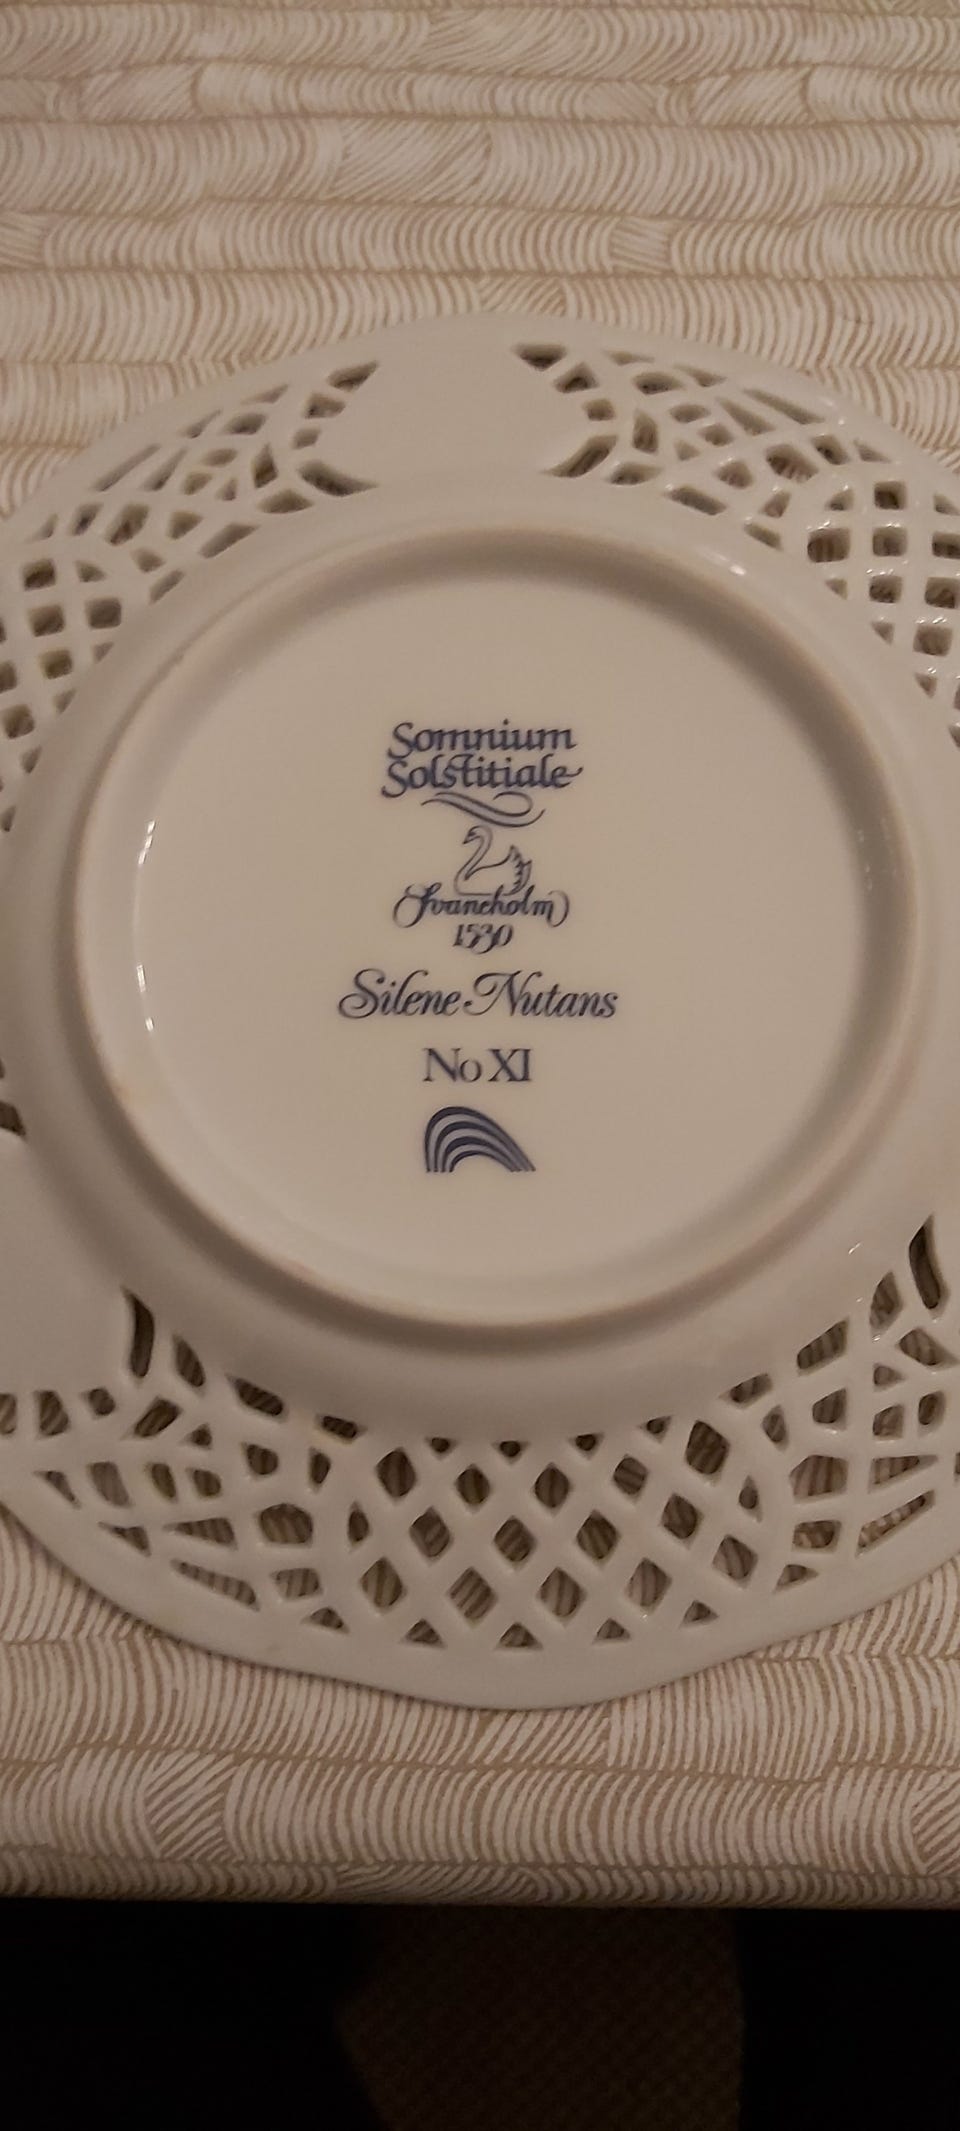 Somnium
Solstitiale
Svaneholm
1530
Silene Nutans
No XI